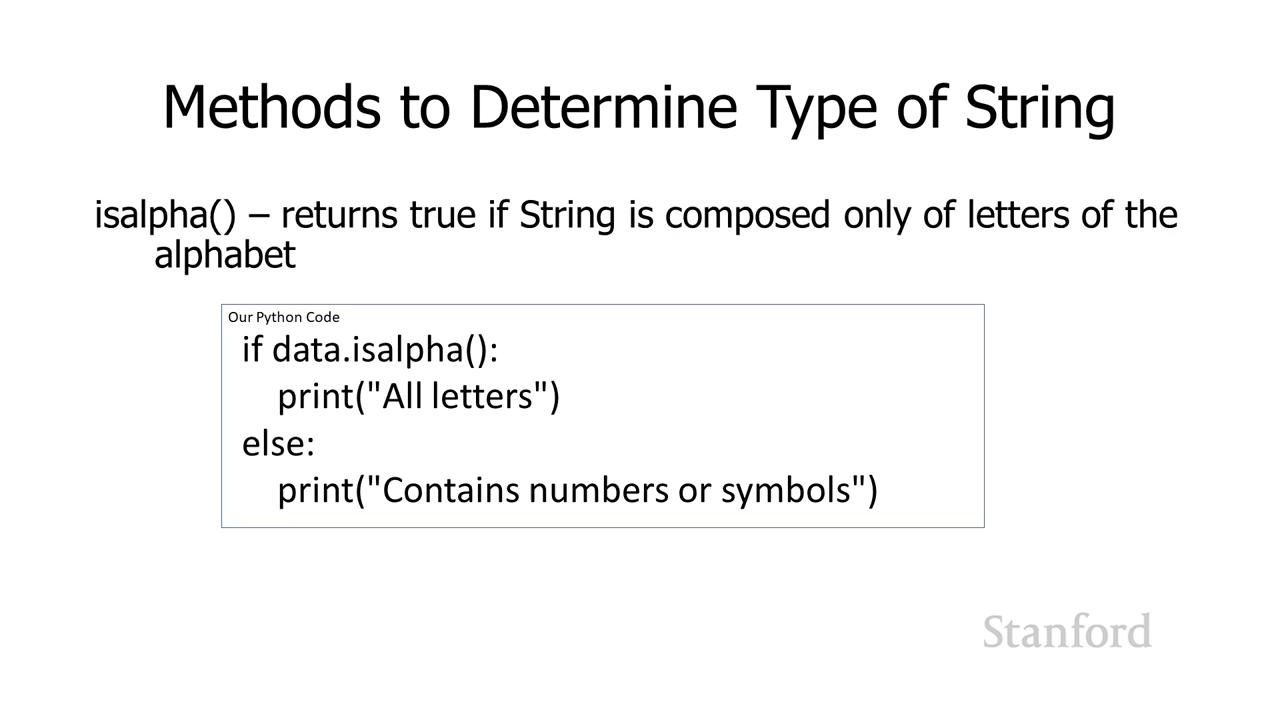 Methods to Determine Type of String
isalpha() – returns true if String is composed only of letters of the
alphabet
Our Python Code
if data.isalpha():
print("All letters")
else:
print("Contains numbers or symbols")
Stanford